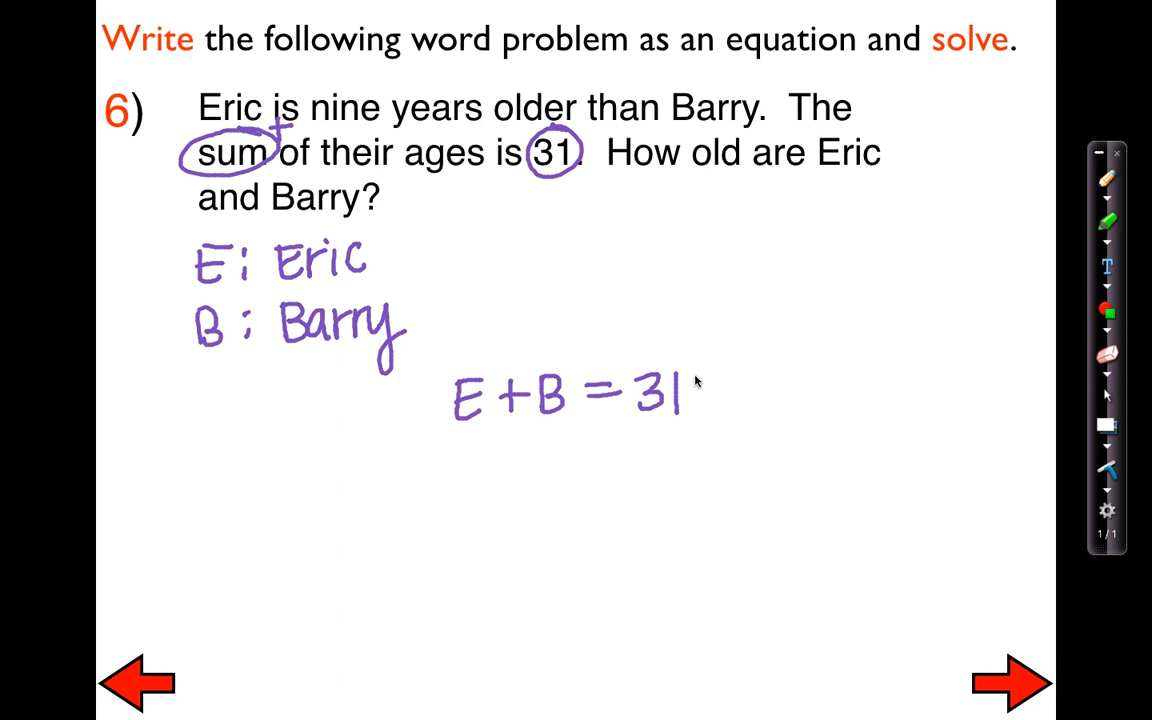 Write the following word problem as an equation and solve.
6) Eric is nine years older than Barry. The
+
sum of their ages is 31. How old are Eric
and Barry?
E: Eric
B: Barry
E + B = 31
T
1/1